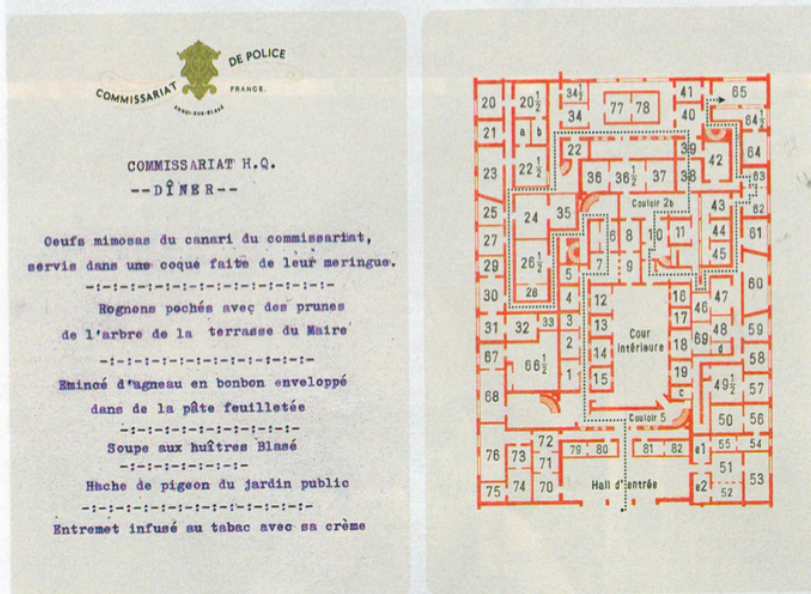 COMMISSARIAT DE POLICE
FRANCE.
ENNUI-SUR-BLASÉ
COMMISSARIAT H.Q.
--DÎNER--
Oeufs mimosas du canari du commissariat,
servis dans une coque faite de leur meringue.
-:-:-:-:-:-:-:-:-:-:-
Rognons pochés avec des prunes
de l'arbre de la terrasse du Maire
-:-:-:-:-:-:-:-:-:-
Emincé d'agneau en bonbon enveloppé
dans de la pâte feuilletée
-:-:-:-:-:-:-
Soupe aux huîtres Blasé
-:-:-:-:-:-
Hache de pigeon du jardin public
-:-:-:-:-:-:-:-:-:-
Entremet infusé au tabac avec sa crème
20 20½ 34½ 41 65
34 77 78 40 64½
21 a b
22 39 42 64
23 22½ 36 36½ 37 38 63
Couloir 2b 62
24 35 43
25 6 8 10 11 44 61
27 26½ 7 9 45
29 5 60
30 28 4 12 16 46 47
31 32 33 3 13 Cour 17 48 59
intérieure
67 66½ 2 14 18 69 d 58
68 1 15 19 49½ 57
c
Couloir 5 50 56
76 73 72 79 80 81 82 e1 55 54
71 51 53
75 74 70 Hall d'entrée e2 52